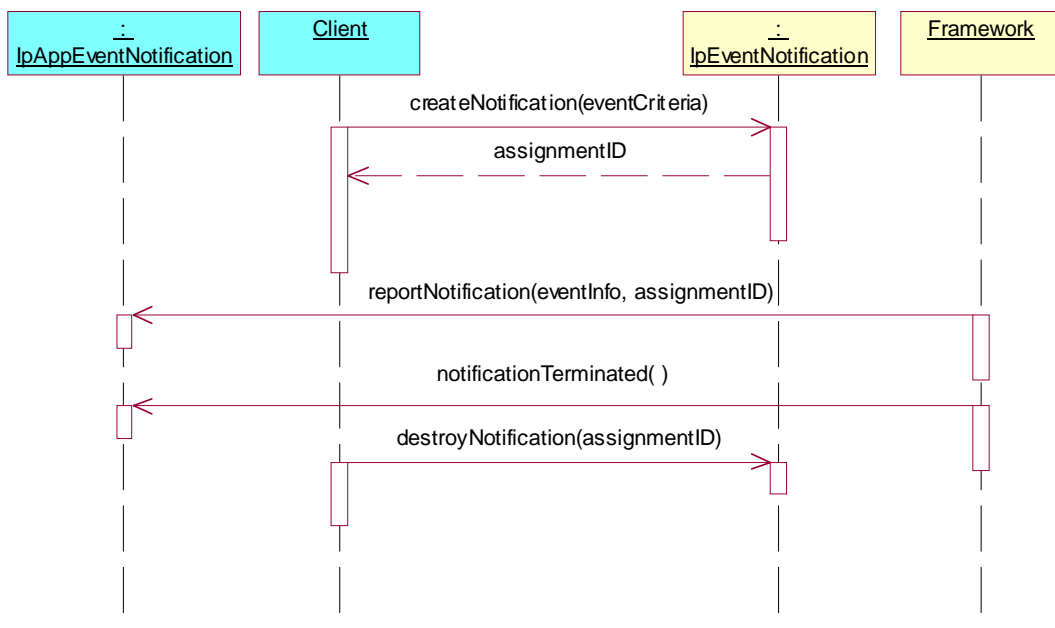 :
IpAppEventNotification
Client
:
IpEventNotification
Framework
createNotification(eventCriteria)
assignmentID
reportNotification(eventInfo, assignmentID)
notificationTerminated( )
destroyNotification(assignmentID)